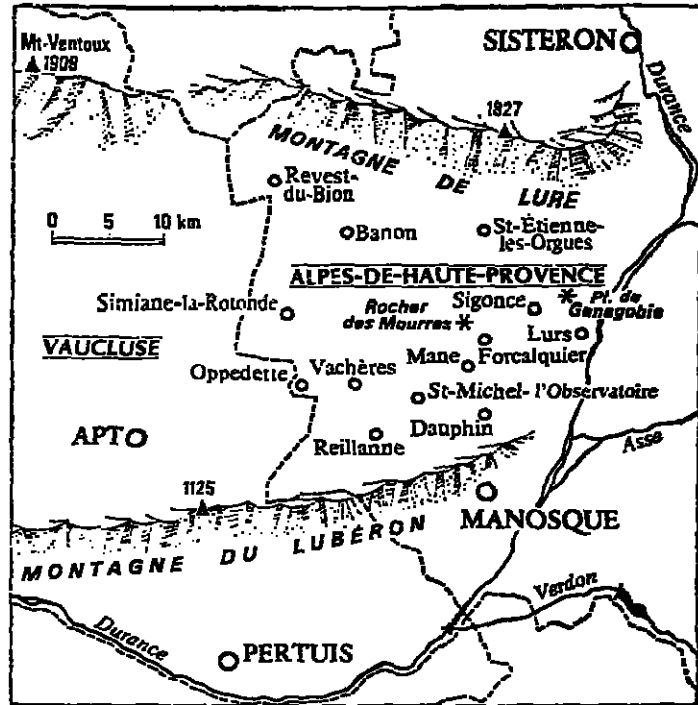 SISTERON
Mt-Ventoux
1909
Durance
1827
MONTAGNE DE LURE
Revest-
du-Bion
0 5 10 km
Banon
St-Étienne-
les-Orgues
ALPES-DE-HAUTE-PROVENCE
Simiane-la-Rotonde
Rocher
des Mourres
Sigonce
Pl. de
Ganagobie
Lurs
VAUCLUSE
Mane
Forcalquier
Oppedette
Vachères
St-Michel-l'Observatoire
APT
Reillanne
Dauphin
Asse
1125
MANOSQUE
MONTAGNE DU LUBÉRON
Verdon
Durance
PERTUIS